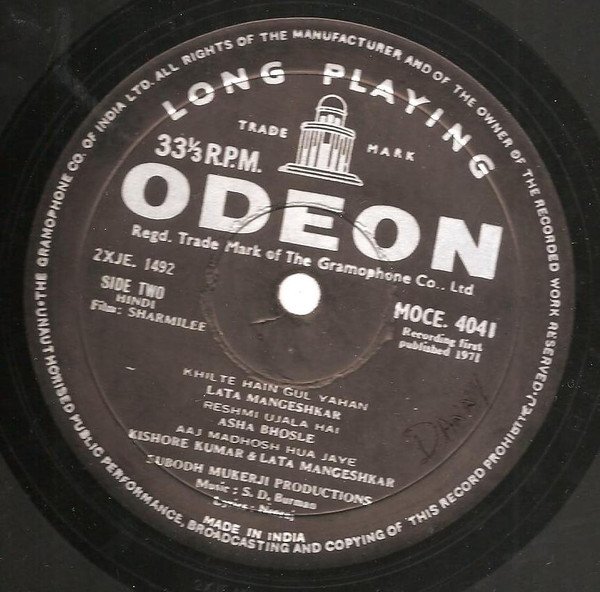 UNAUTHORISED PUBLIC PERFORMANCE, BROADCASTING AND COPYING OF THIS RECORD PROHIBITED·
THE GRAMOPHONE CO. OF INDIA LTD. ALL RIGHTS OF THE MANUFACTURER AND OF THE OWNER OF THE RECORDED WORK RESERVED·
LONG PLAYING
TRADE MARK
33⅓ R.P.M.
ODEON
Regd. Trade Mark of The Gramophone Co., Ltd
2XJE. 1492
SIDE TWO
HINDI
Film: SHARMILEE
MOCE. 4041
Recording first
published 1971
KHILTE HAIN GUL YAHAN
LATA MANGESHKAR
RESHMI UJALA HAI
ASHA BHOSLE
AAJ MADHOSH HUA JAYE
KISHORE KUMAR & LATA MANGESHKAR
SUBODH MUKERJI PRODUCTIONS
Music : S. D. Burman
Lyrics : Neeraj
MADE IN INDIA